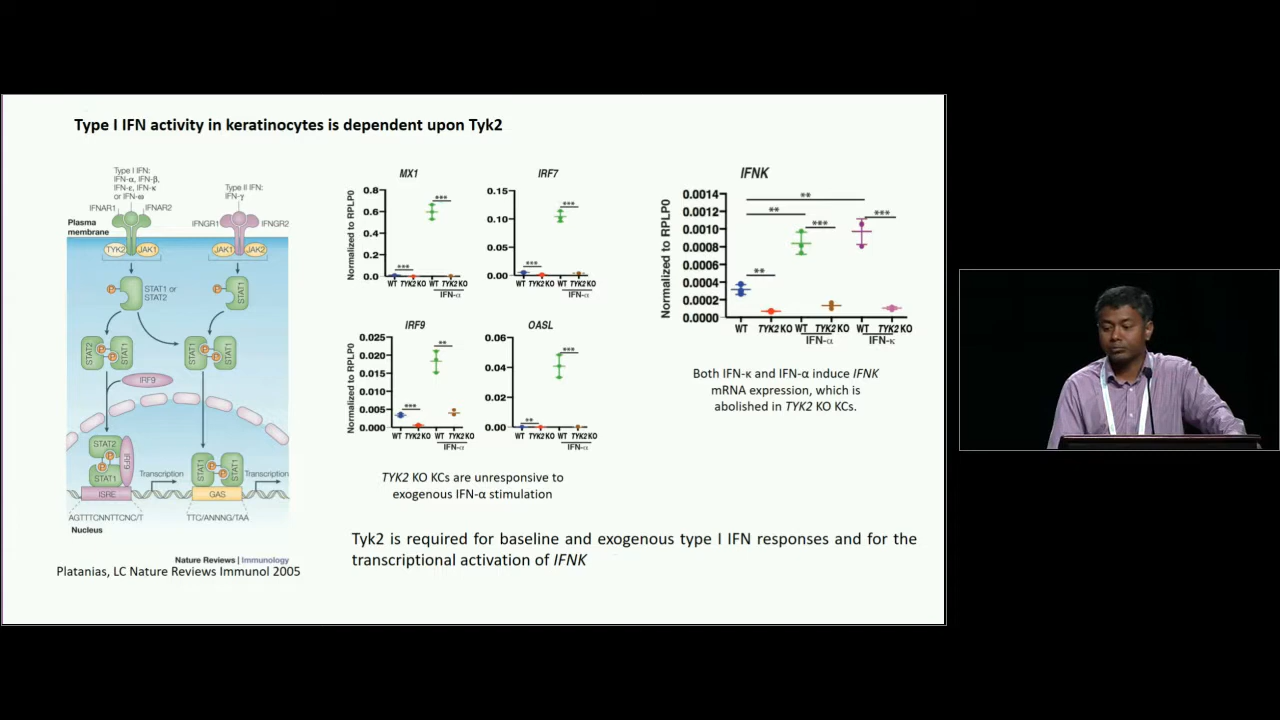 Type I IFN activity in keratinocytes is dependent upon Tyk2
Type I IFN:
IFN-α, IFN-β,
IFN-ε, IFN-κ
or IFN-ω
Type II IFN:
IFN-γ
IFNAR1
IFNAR2
IFNGR1
IFNGR2
Plasma
membrane
TYK2
JAK1
JAK1
JAK2
STAT1 or
STAT2
STAT1
STAT2
P
P
STAT1
STAT1
P
P
STAT1
IRF9
STAT2
P
P
STAT1
IRF9
STAT1
P
P
STAT1
Transcription
Transcription
ISRE
GAS
AGTTTCNNTTCNC/T
TTC/ANNNG/TAA
Nucleus
Nature Reviews | Immunology
Platanias, LC Nature Reviews Immunol 2005
MX1
Normalized to RPLP0
0.8
0.6
0.4
0.2
0.0
***
***
WT TYK2 KO WT TYK2 KO
IFN-α
IRF7
0.15
0.10
0.05
0.00
***
***
WT TYK2 KO WT TYK2 KO
IFN-α
IRF9
Normalized to RPLP0
0.025
0.020
0.015
0.010
0.005
0.000
***
**
WT TYK2 KO WT TYK2 KO
IFN-α
OASL
0.06
0.04
0.02
0.00
**
***
WT TYK2 KO WT TYK2 KO
IFN-α
TYK2 KO KCs are unresponsive to
exogenous IFN-α stimulation
IFNK
Normalized to RPLP0
0.0014
0.0012
0.0010
0.0008
0.0006
0.0004
0.0002
0.0000
**
**
***
***
**
WT TYK2 KO WT TYK2 KO WT TYK2 KO
IFN-α IFN-κ
Both IFN-κ and IFN-α induce IFNK
mRNA expression, which is
abolished in TYK2 KO KCs.
Tyk2 is required for baseline and exogenous type I IFN responses and for the
transcriptional activation of IFNK